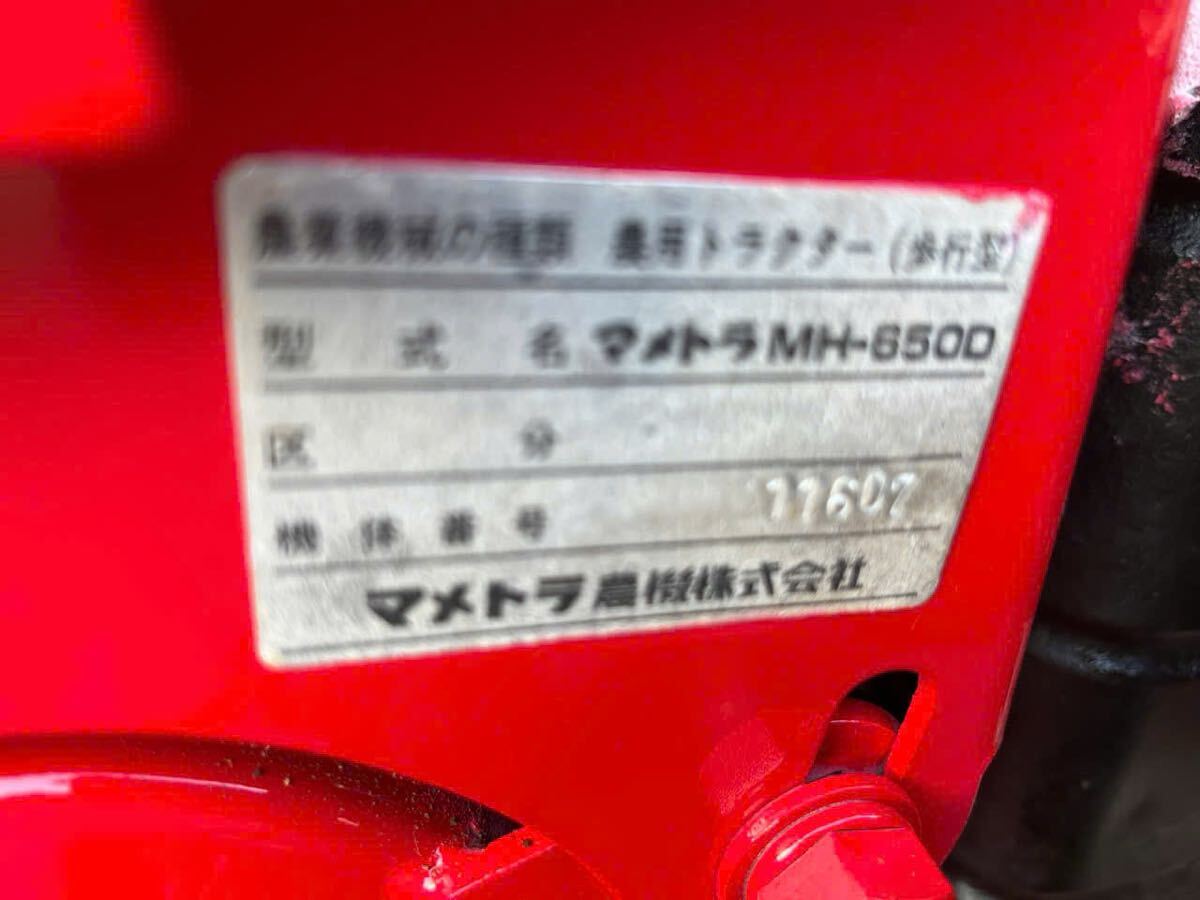 農業機械の種類 農用トラクター(歩行型)
型式名 マメトラMH-650D
区分
機体番号 11607
マメトラ農機株式会社